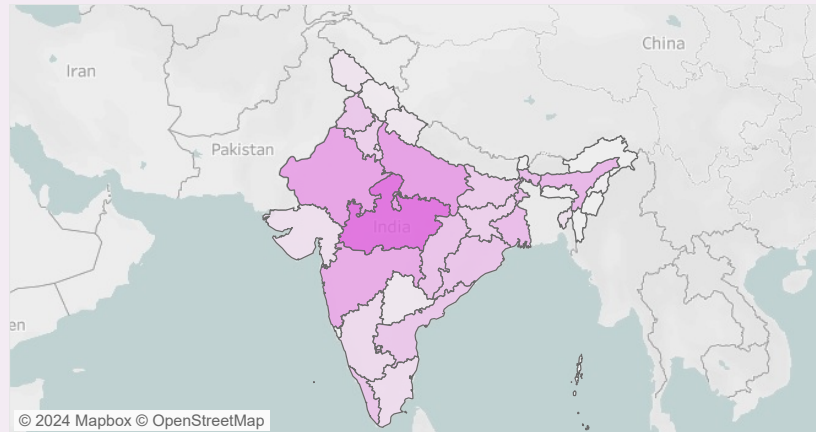 China
Iran
Pakistan
India
en
© 2024 Mapbox © OpenStreetMap